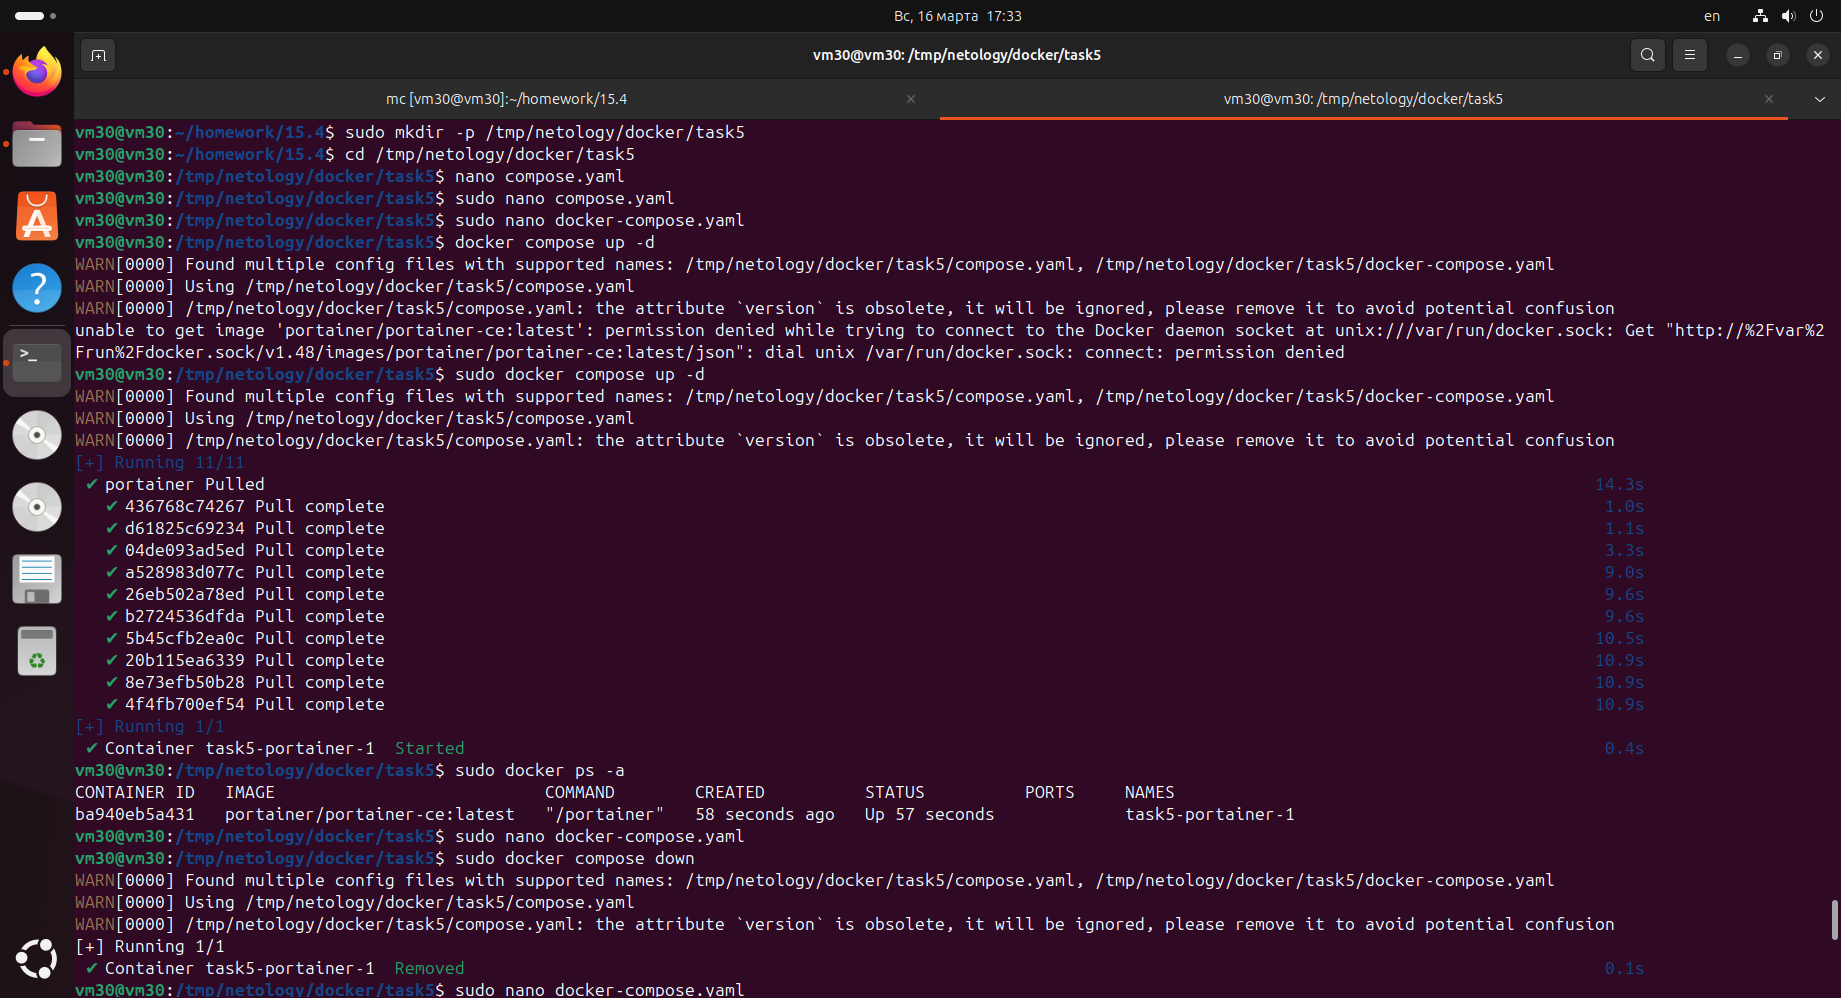 Вс, 16 марта 17:33
en
vm30@vm30: /tmp/netology/docker/task5
mc [vm30@vm30]:~/homework/15.4
vm30@vm30: /tmp/netology/docker/task5
vm30@vm30:~/homework/15.4$ sudo mkdir -p /tmp/netology/docker/task5
vm30@vm30:~/homework/15.4$ cd /tmp/netology/docker/task5
vm30@vm30:/tmp/netology/docker/task5$ nano compose.yaml
vm30@vm30:/tmp/netology/docker/task5$ sudo nano compose.yaml
vm30@vm30:/tmp/netology/docker/task5$ sudo nano docker-compose.yaml
vm30@vm30:/tmp/netology/docker/task5$ docker compose up -d
WARN[0000] Found multiple config files with supported names: /tmp/netology/docker/task5/compose.yaml, /tmp/netology/docker/task5/docker-compose.yaml
WARN[0000] Using /tmp/netology/docker/task5/compose.yaml
WARN[0000] /tmp/netology/docker/task5/compose.yaml: the attribute `version` is obsolete, it will be ignored, please remove it to avoid potential confusion
unable to get image 'portainer/portainer-ce:latest': permission denied while trying to connect to the Docker daemon socket at unix:///var/run/docker.sock: Get "http://%2Fvar%2
Frun%2Fdocker.sock/v1.48/images/portainer/portainer-ce:latest/json": dial unix /var/run/docker.sock: connect: permission denied
vm30@vm30:/tmp/netology/docker/task5$ sudo docker compose up -d
WARN[0000] Found multiple config files with supported names: /tmp/netology/docker/task5/compose.yaml, /tmp/netology/docker/task5/docker-compose.yaml
WARN[0000] Using /tmp/netology/docker/task5/compose.yaml
WARN[0000] /tmp/netology/docker/task5/compose.yaml: the attribute `version` is obsolete, it will be ignored, please remove it to avoid potential confusion
[+] Running 11/11
✔ portainer Pulled 14.3s
✔ 436768c74267 Pull complete 1.0s
✔ d61825c69234 Pull complete 1.1s
✔ 04de093ad5ed Pull complete 3.3s
✔ a528983d077c Pull complete 9.0s
✔ 26eb502a78ed Pull complete 9.6s
✔ b2724536dfda Pull complete 9.6s
✔ 5b45cfb2ea0c Pull complete 10.5s
✔ 20b115ea6339 Pull complete 10.9s
✔ 8e73efb50b28 Pull complete 10.9s
✔ 4f4fb700ef54 Pull complete 10.9s
[+] Running 1/1
✔ Container task5-portainer-1 Started 0.4s
vm30@vm30:/tmp/netology/docker/task5$ sudo docker ps -a
CONTAINER ID IMAGE COMMAND CREATED STATUS PORTS NAMES
ba940eb5a431 portainer/portainer-ce:latest "/portainer" 58 seconds ago Up 57 seconds task5-portainer-1
vm30@vm30:/tmp/netology/docker/task5$ sudo nano docker-compose.yaml
vm30@vm30:/tmp/netology/docker/task5$ sudo docker compose down
WARN[0000] Found multiple config files with supported names: /tmp/netology/docker/task5/compose.yaml, /tmp/netology/docker/task5/docker-compose.yaml
WARN[0000] Using /tmp/netology/docker/task5/compose.yaml
WARN[0000] /tmp/netology/docker/task5/compose.yaml: the attribute `version` is obsolete, it will be ignored, please remove it to avoid potential confusion
[+] Running 1/1
✔ Container task5-portainer-1 Removed 0.1s
vm30@vm30:/tmp/netology/docker/task5$ sudo nano docker-compose.yaml